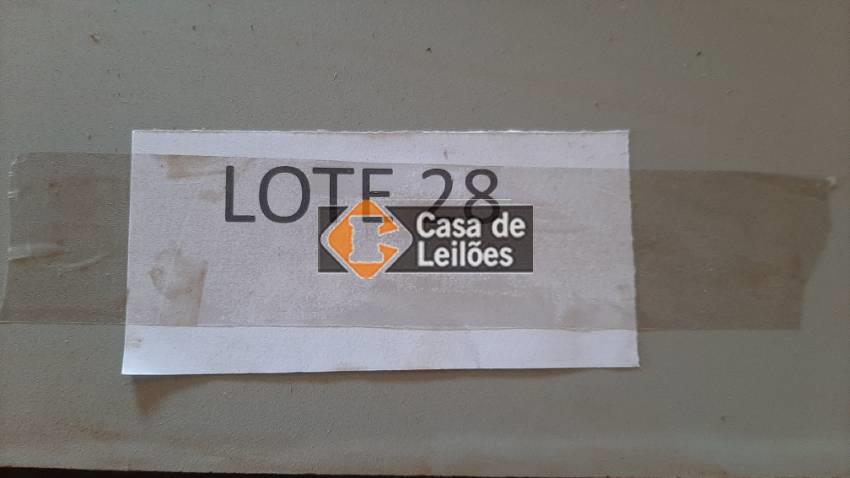 LOTE 28
Casa de
Leilões